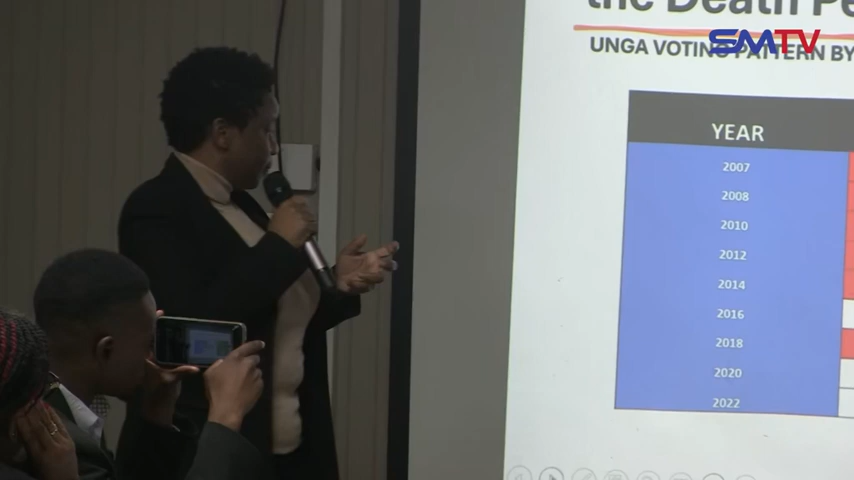 the Death Pe
SMTV
UNGA VOTING PATTERN BY
YEAR
2007
2008
2010
2012
2014
2016
2018
2020
2022